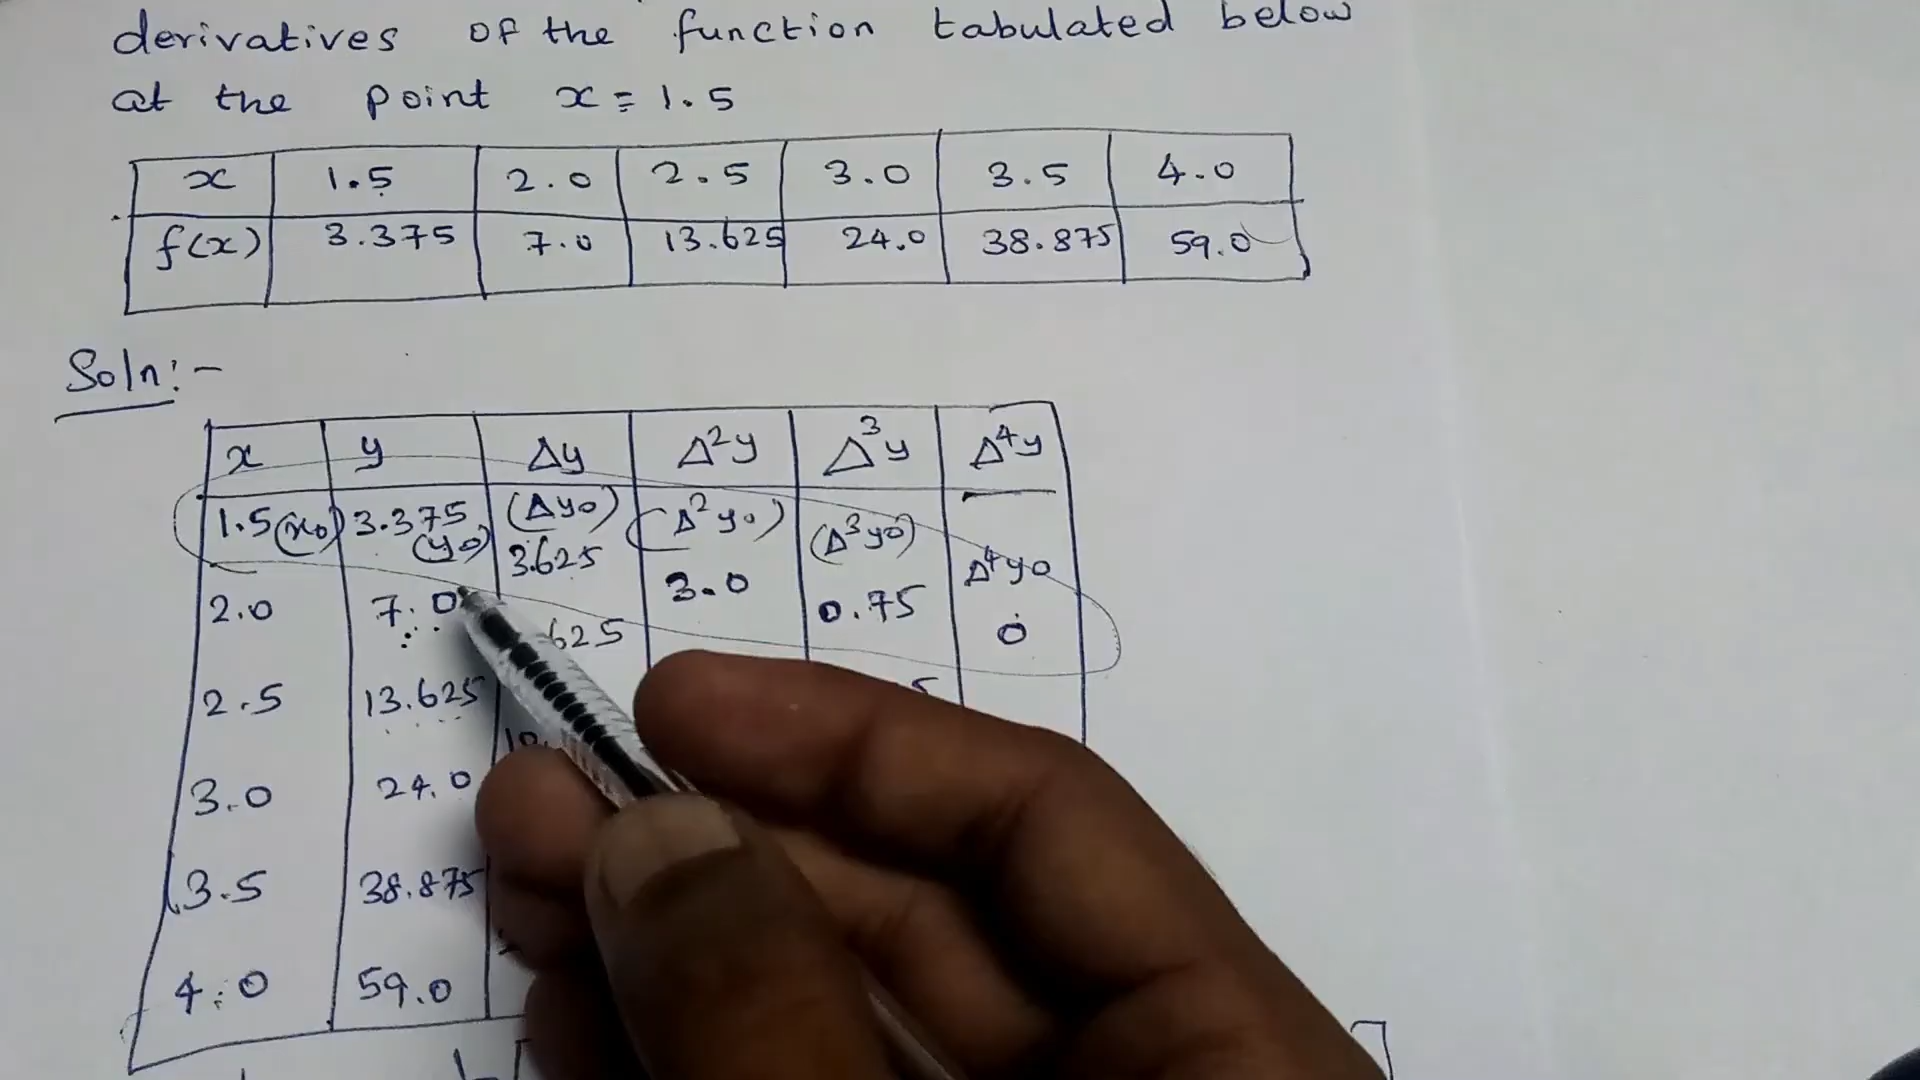 derivatives of the function tabulated below
at the point x = 1.5
x 1.5 2.0 2.5 3.0 3.5 4.0
f(x) 3.375 7.0 13.625 24.0 38.875 59.0
Soln:-
x y Δy Δ²y Δ³y Δ⁴y
1.5(x0) 3.375 (y0) (Δy0) (Δ²y0) (Δ³y0) Δ⁴y0
3.625 3.0 0.75 0
2.0 7.0
625
2.5 13.625
10.
3.0 24.0
3.5 38.875
4.0 59.0